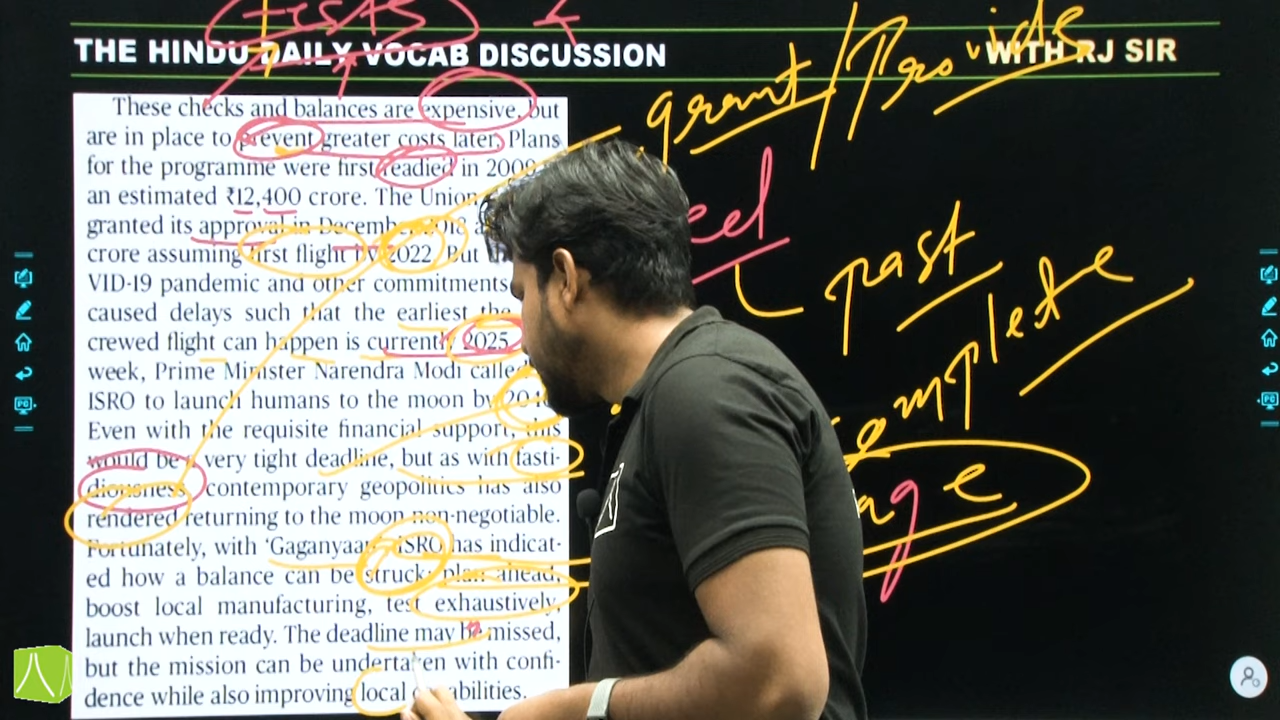 tests
THE HINDU DAILY VOCAB DISCUSSION
WITH RJ SIR
grant/Provide
These checks and balances are expensive, but
are in place to prevent greater costs later. Plans
for the programme were first readied in 2009
an estimated ₹12,400 crore. The Union
granted its approval in December 2018
crore assuming first flight by 2022. But
VID-19 pandemic and other commitments
caused delays such that the earliest the
crewed flight can happen is currently 2025.
week, Prime Minister Narendra Modi called
ISRO to launch humans to the moon by
Even with the requisite financial support, this
would be very tight deadline, but as with fasti-
diousness contemporary geopolitics has also
rendered returning to the moon non-negotiable.
Fortunately, with ‘Gaganyaan’ ISRO has indicat-
ed how a balance can be struck: plan ahead,
boost local manufacturing, test exhaustively,
launch when ready. The deadline may be missed,
but the mission can be undertaken with confi-
dence while also improving local
past
complete